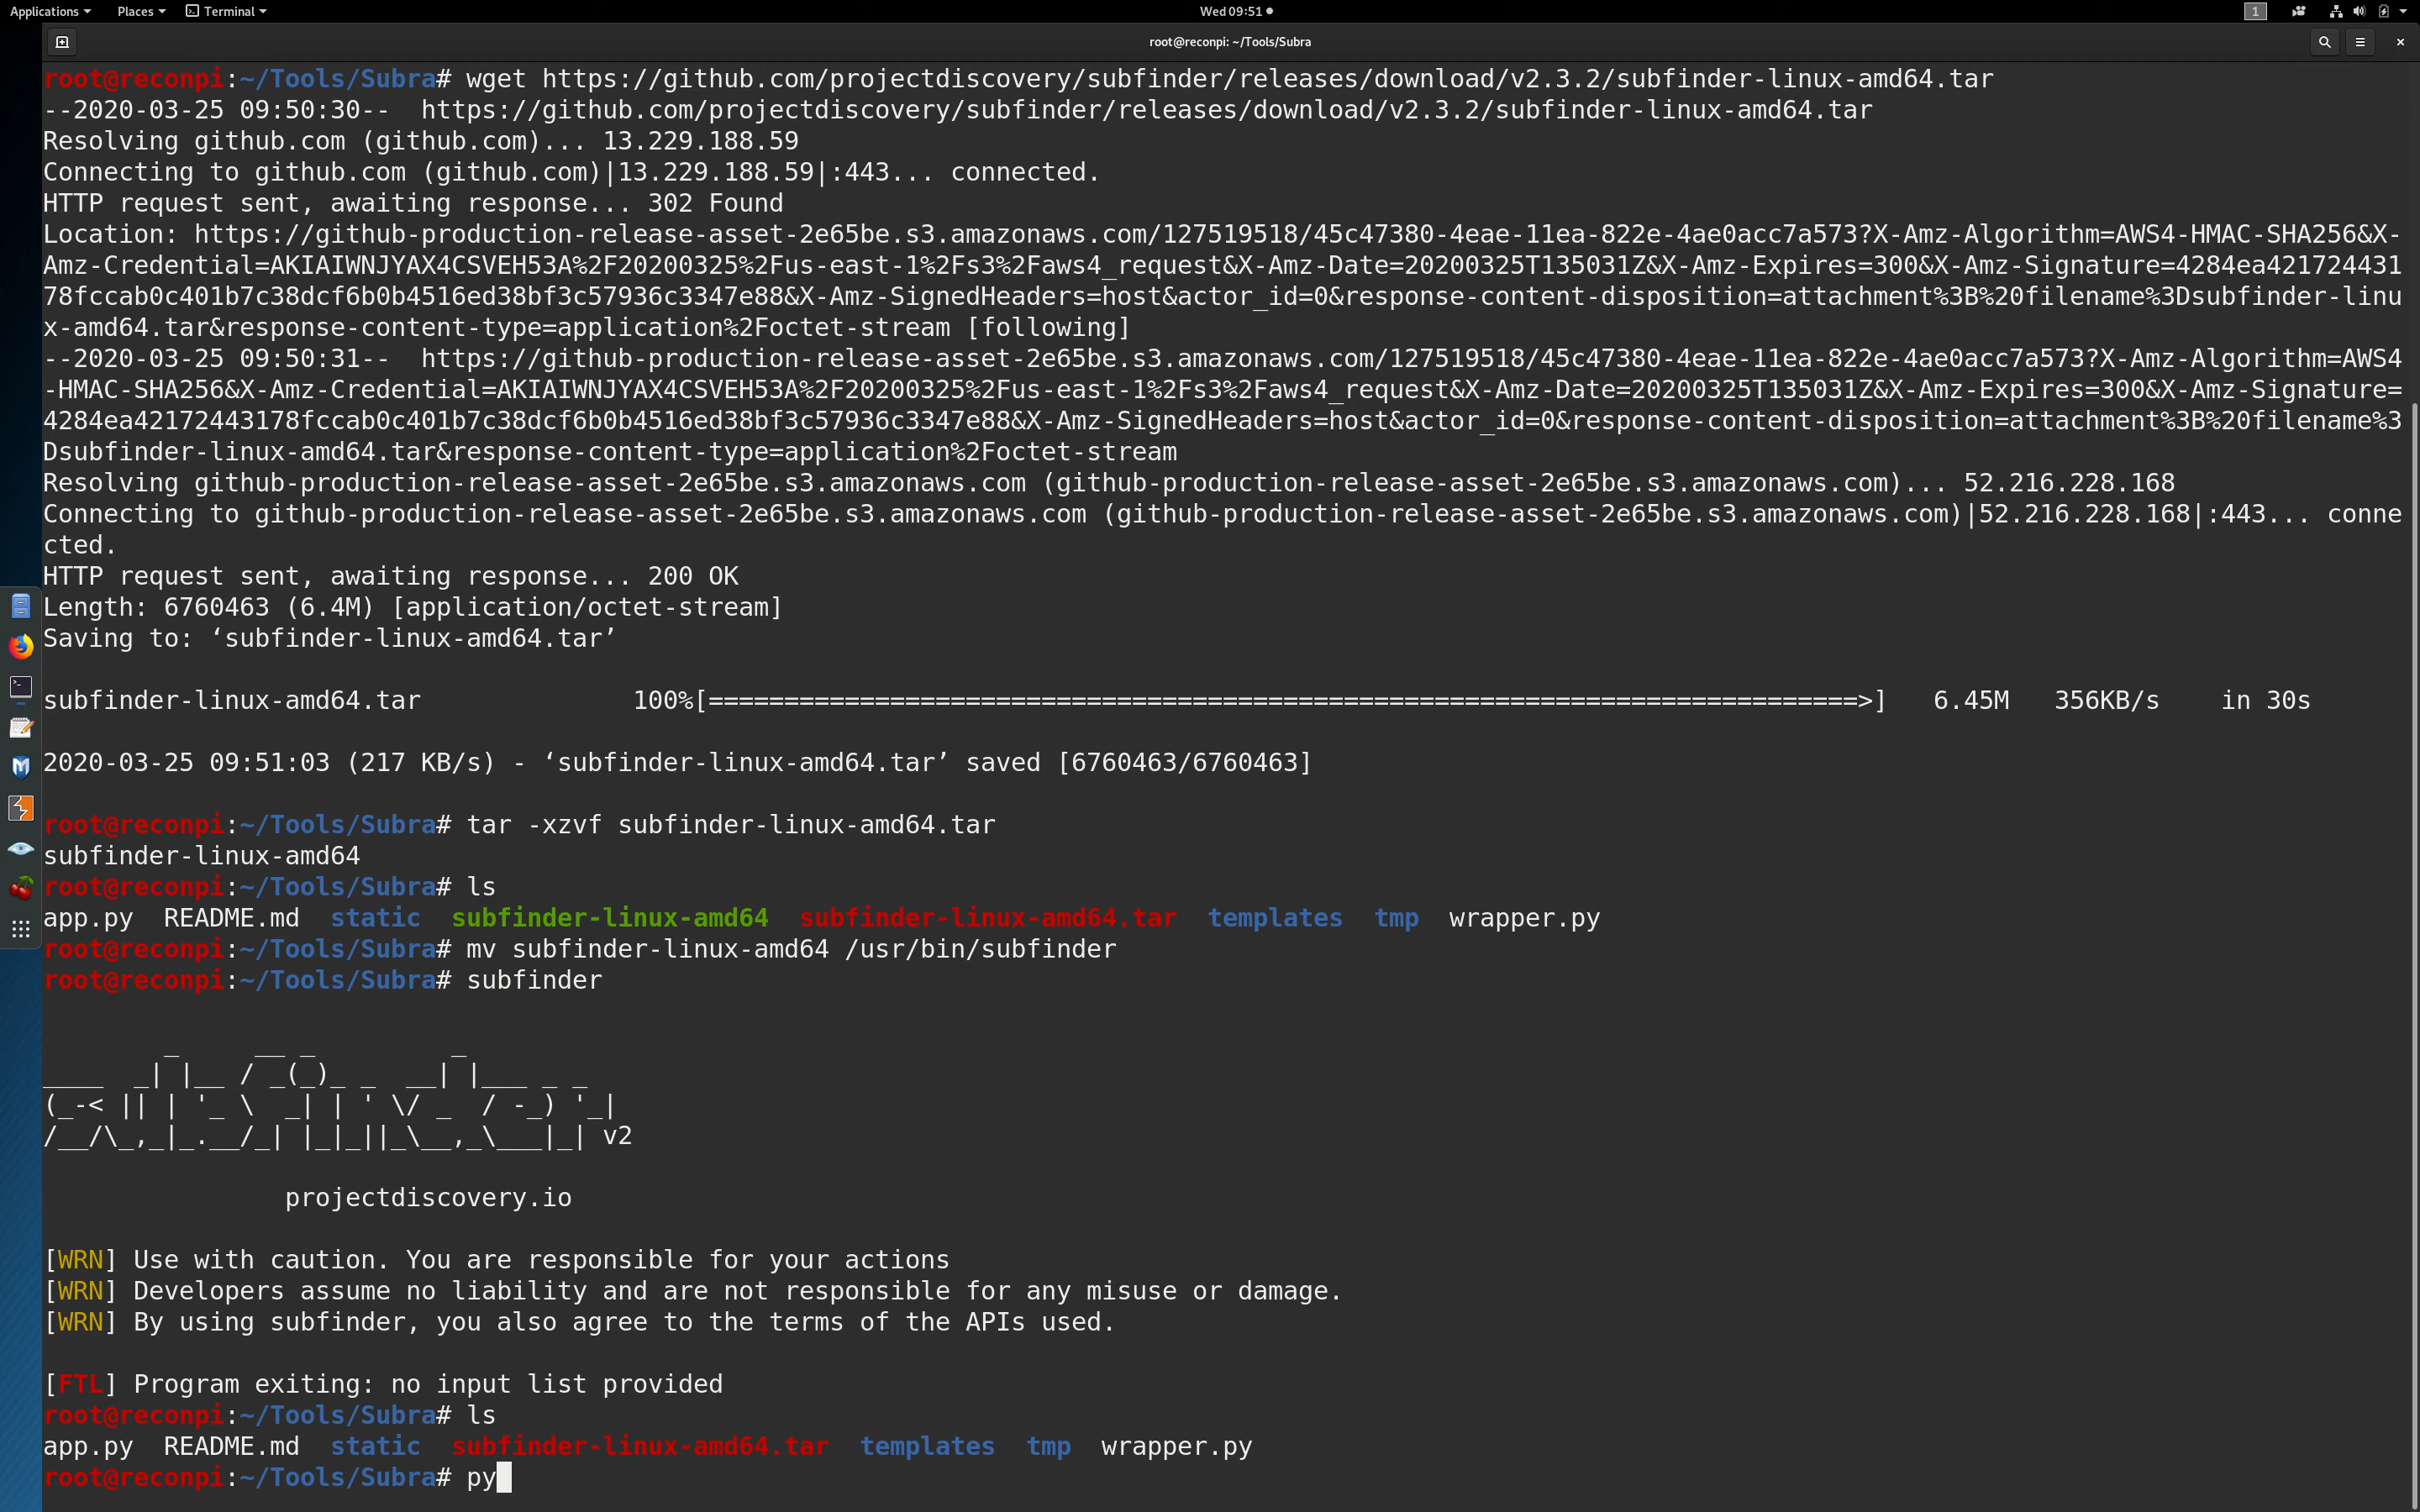 Applications Places Terminal Wed 09:51 1
root@reconpi: ~/Tools/Subra
root@reconpi:~/Tools/Subra# wget https://github.com/projectdiscovery/subfinder/releases/download/v2.3.2/subfinder-linux-amd64.tar
--2020-03-25 09:50:30--  https://github.com/projectdiscovery/subfinder/releases/download/v2.3.2/subfinder-linux-amd64.tar
Resolving github.com (github.com)... 13.229.188.59
Connecting to github.com (github.com)|13.229.188.59|:443... connected.
HTTP request sent, awaiting response... 302 Found
Location: https://github-production-release-asset-2e65be.s3.amazonaws.com/127519518/45c47380-4eae-11ea-822e-4ae0acc7a573?X-Amz-Algorithm=AWS4-HMAC-SHA256&X-
Amz-Credential=AKIAIWNJYAX4CSVEH53A%2F20200325%2Fus-east-1%2Fs3%2Faws4_request&X-Amz-Date=20200325T135031Z&X-Amz-Expires=300&X-Amz-Signature=4284ea421724431
78fccab0c401b7c38dcf6b0b4516ed38bf3c57936c3347e88&X-Amz-SignedHeaders=host&actor_id=0&response-content-disposition=attachment%3B%20filename%3Dsubfinder-linu
x-amd64.tar&response-content-type=application%2Foctet-stream [following]
--2020-03-25 09:50:31--  https://github-production-release-asset-2e65be.s3.amazonaws.com/127519518/45c47380-4eae-11ea-822e-4ae0acc7a573?X-Amz-Algorithm=AWS4
-HMAC-SHA256&X-Amz-Credential=AKIAIWNJYAX4CSVEH53A%2F20200325%2Fus-east-1%2Fs3%2Faws4_request&X-Amz-Date=20200325T135031Z&X-Amz-Expires=300&X-Amz-Signature=
4284ea42172443178fccab0c401b7c38dcf6b0b4516ed38bf3c57936c3347e88&X-Amz-SignedHeaders=host&actor_id=0&response-content-disposition=attachment%3B%20filename%3
Dsubfinder-linux-amd64.tar&response-content-type=application%2Foctet-stream
Resolving github-production-release-asset-2e65be.s3.amazonaws.com (github-production-release-asset-2e65be.s3.amazonaws.com)... 52.216.228.168
Connecting to github-production-release-asset-2e65be.s3.amazonaws.com (github-production-release-asset-2e65be.s3.amazonaws.com)|52.216.228.168|:443... conne
cted.
HTTP request sent, awaiting response... 200 OK
Length: 6760463 (6.4M) [application/octet-stream]
Saving to: ‘subfinder-linux-amd64.tar’
subfinder-linux-amd64.tar              100%[============================================================================>]   6.45M   356KB/s    in 30s
2020-03-25 09:51:03 (217 KB/s) - ‘subfinder-linux-amd64.tar’ saved [6760463/6760463]
root@reconpi:~/Tools/Subra# tar -xzvf subfinder-linux-amd64.tar
subfinder-linux-amd64
root@reconpi:~/Tools/Subra# ls
app.py  README.md  static  subfinder-linux-amd64  subfinder-linux-amd64.tar  templates  tmp  wrapper.py
root@reconpi:~/Tools/Subra# mv subfinder-linux-amd64 /usr/bin/subfinder
root@reconpi:~/Tools/Subra# subfinder
        _     __ _         _
____  _| |__ / _(_)_ _  __| |___ _ _
(_-< || | '_ \  _| | ' \/ _  / -_) '_|
/__/\_,_|_.__/_| |_|_||_\__,_\___|_| v2
projectdiscovery.io
[WRN] Use with caution. You are responsible for your actions
[WRN] Developers assume no liability and are not responsible for any misuse or damage.
[WRN] By using subfinder, you also agree to the terms of the APIs used.
[FTL] Program exiting: no input list provided
root@reconpi:~/Tools/Subra# ls
app.py  README.md  static  subfinder-linux-amd64.tar  templates  tmp  wrapper.py
root@reconpi:~/Tools/Subra# py